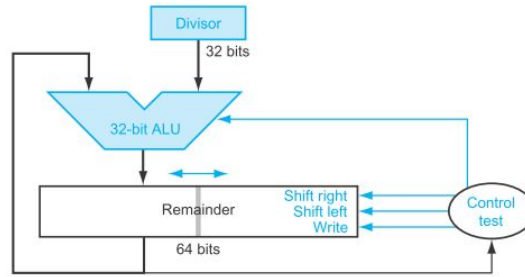 Divisor
32 bits
32-bit ALU
Shift right
Remainder
Shift left
Write
Control
test
64 bits